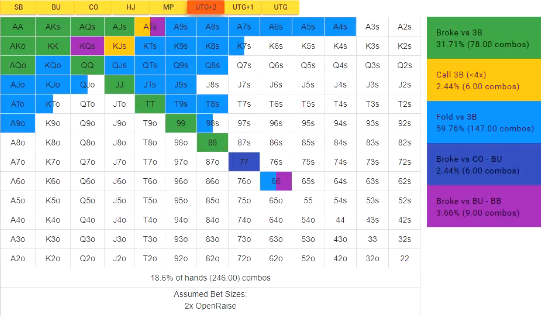 SB BU CO HJ MP UTG+2 UTG+1 UTG
AA AKs AQs AJs ATs A9s A8s A7s A6s A5s A4s A3s A2s
AKo KK KQs KJs KTs K9s K8s K7s K6s K5s K4s K3s K2s
AQo KQo QQ QJs QTs Q9s Q8s Q7s Q6s Q5s Q4s Q3s Q2s
AJo KJo QJo JJ JTs J9s J8s J7s J6s J5s J4s J3s J2s
ATo KTo QTo JTo TT T9s T8s T7s T6s T5s T4s T3s T2s
A9o K9o Q9o J9o T9o 99 98s 97s 96s 95s 94s 93s 92s
A8o K8o Q8o J8o T8o 98o 88 87s 86s 85s 84s 83s 82s
A7o K7o Q7o J7o T7o 97o 87o 77 76s 75s 74s 73s 72s
A6o K6o Q6o J6o T6o 96o 86o 76o 66 65s 64s 63s 62s
A5o K5o Q5o J5o T5o 95o 85o 75o 65o 55 54s 53s 52s
A4o K4o Q4o J4o T4o 94o 84o 74o 64o 54o 44 43s 42s
A3o K3o Q3o J3o T3o 93o 83o 73o 63o 53o 43o 33 32s
A2o K2o Q2o J2o T2o 92o 82o 72o 62o 52o 42o 32o 22
18.5% of hands (246.00) combos
Assumed Bet Sizes:
2x OpenRaise
Broke vs 3B
31.71% (78.00 combos)
Call 3B (<4x)
2.44% (6.00 combos)
Fold vs 3B
59.76% (147.00 combos)
Broke vs CO - BU
2.44% (6.00 combos)
Broke vs BU - BB
3.66% (9.00 combos)